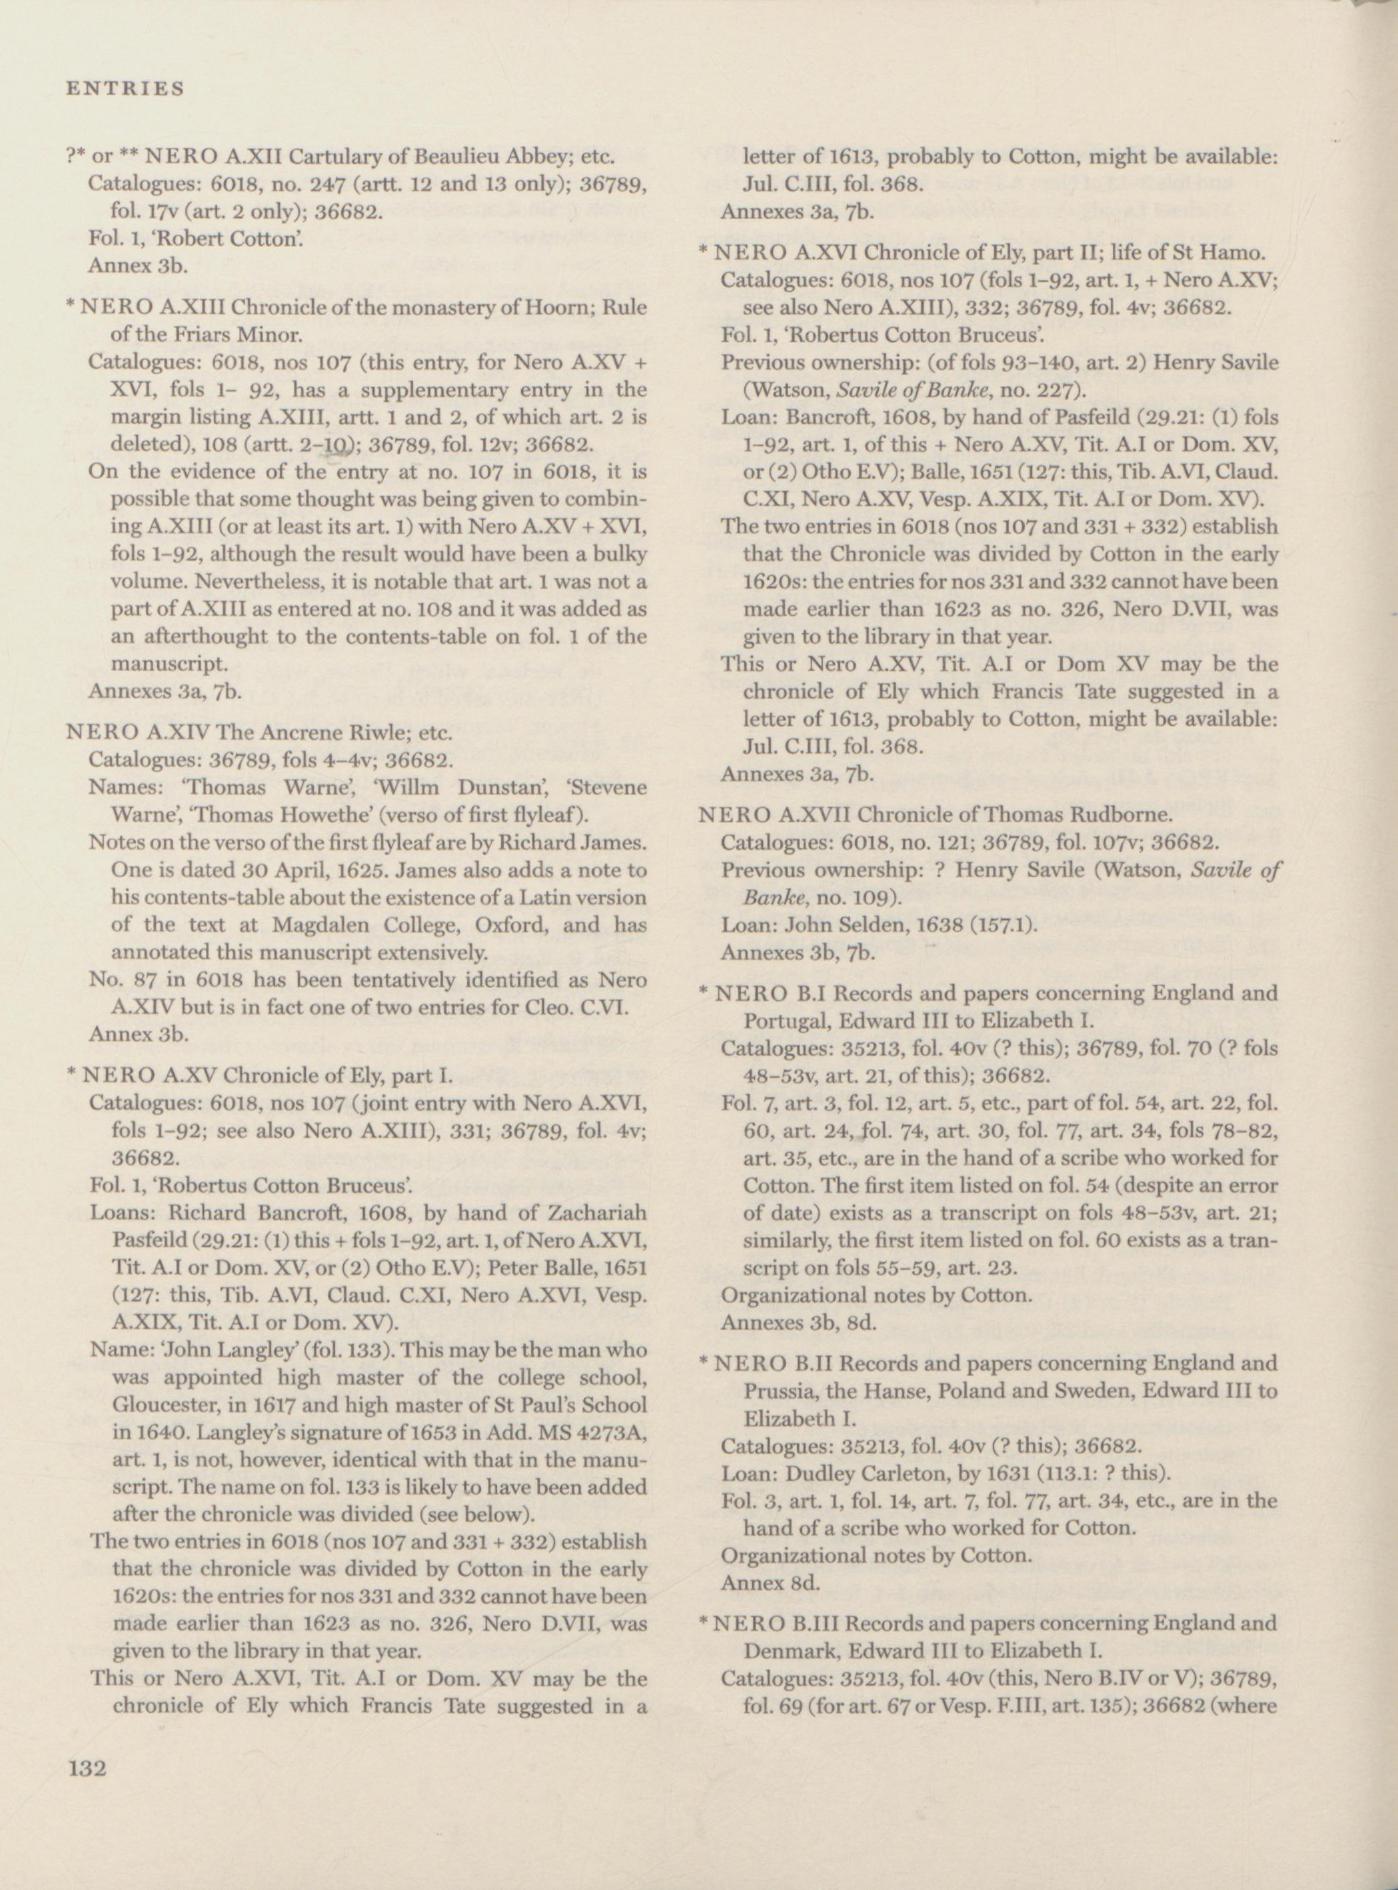 ENTRIES
?* or ** NERO A.XII Cartulary of Beaulieu Abbey; etc.
Catalogues: 6018, no. 247 (artt. 12 and 13 only); 36789,
fol. 17v (art. 2 only); 36682.
Fol. 1, ‘Robert Cotton’.
Annex 3b.
* NERO A.XIII Chronicle of the monastery of Hoorn; Rule
of the Friars Minor.
Catalogues: 6018, nos 107 (this entry, for Nero A.XV +
XVI, fols 1– 92, has a supplementary entry in the
margin listing A.XIII, artt. 1 and 2, of which art. 2 is
deleted), 108 (artt. 2–10); 36789, fol. 12v; 36682.
On the evidence of the entry at no. 107 in 6018, it is
possible that some thought was being given to combin-
ing A.XIII (or at least its art. 1) with Nero A.XV + XVI,
fols 1–92, although the result would have been a bulky
volume. Nevertheless, it is notable that art. 1 was not a
part of A.XIII as entered at no. 108 and it was added as
an afterthought to the contents-table on fol. 1 of the
manuscript.
Annexes 3a, 7b.
NERO A.XIV The Ancrene Riwle; etc.
Catalogues: 36789, fols 4–4v; 36682.
Names: ‘Thomas Warne’, ‘Willm Dunstan’, ‘Stevene
Warne’, ‘Thomas Howethe’ (verso of first flyleaf).
Notes on the verso of the first flyleaf are by Richard James.
One is dated 30 April, 1625. James also adds a note to
his contents-table about the existence of a Latin version
of the text at Magdalen College, Oxford, and has
annotated this manuscript extensively.
No. 87 in 6018 has been tentatively identified as Nero
A.XIV but is in fact one of two entries for Cleo. C.VI.
Annex 3b.
* NERO A.XV Chronicle of Ely, part I.
Catalogues: 6018, nos 107 (joint entry with Nero A.XVI,
fols 1–92; see also Nero A.XIII), 331; 36789, fol. 4v;
36682.
Fol. 1, ‘Robertus Cotton Bruceus’.
Loans: Richard Bancroft, 1608, by hand of Zachariah
Pasfeild (29.21: (1) this + fols 1–92, art. 1, of Nero A.XVI,
Tit. A.I or Dom. XV, or (2) Otho E.V); Peter Balle, 1651
(127: this, Tib. A.VI, Claud. C.XI, Nero A.XVI, Vesp.
A.XIX, Tit. A.I or Dom. XV).
Name: ‘John Langley’ (fol. 133). This may be the man who
was appointed high master of the college school,
Gloucester, in 1617 and high master of St Paul’s School
in 1640. Langley’s signature of 1653 in Add. MS 4273A,
art. 1, is not, however, identical with that in the manu-
script. The name on fol. 133 is likely to have been added
after the chronicle was divided (see below).
The two entries in 6018 (nos 107 and 331 + 332) establish
that the chronicle was divided by Cotton in the early
1620s: the entries for nos 331 and 332 cannot have been
made earlier than 1623 as no. 326, Nero D.VII, was
given to the library in that year.
This or Nero A.XVI, Tit. A.I or Dom. XV may be the
chronicle of Ely which Francis Tate suggested in a
letter of 1613, probably to Cotton, might be available:
Jul. C.III, fol. 368.
Annexes 3a, 7b.
* NERO A.XVI Chronicle of Ely, part II; life of St Hamo.
Catalogues: 6018, nos 107 (fols 1–92, art. 1, + Nero A.XV;
see also Nero A.XIII), 332; 36789, fol. 4v; 36682.
Fol. 1, ‘Robertus Cotton Bruceus’.
Previous ownership: (of fols 93–140, art. 2) Henry Savile
(Watson, Savile of Banke, no. 227).
Loan: Bancroft, 1608, by hand of Pasfeild (29.21: (1) fols
1–92, art. 1, of this + Nero A.XV, Tit. A.I or Dom. XV,
or (2) Otho E.V); Balle, 1651 (127: this, Tib. A.VI, Claud.
C.XI, Nero A.XV, Vesp. A.XIX, Tit. A.I or Dom. XV).
The two entries in 6018 (nos 107 and 331 + 332) establish
that the Chronicle was divided by Cotton in the early
1620s: the entries for nos 331 and 332 cannot have been
made earlier than 1623 as no. 326, Nero D.VII, was
given to the library in that year.
This or Nero A.XV, Tit. A.I or Dom XV may be the
chronicle of Ely which Francis Tate suggested in a
letter of 1613, probably to Cotton, might be available:
Jul. C.III, fol. 368.
Annexes 3a, 7b.
NERO A.XVII Chronicle of Thomas Rudborne.
Catalogues: 6018, no. 121; 36789, fol. 107v; 36682.
Previous ownership: ? Henry Savile (Watson, Savile of
Banke, no. 109).
Loan: John Selden, 1638 (157.1).
Annexes 3b, 7b.
* NERO B.I Records and papers concerning England and
Portugal, Edward III to Elizabeth I.
Catalogues: 35213, fol. 40v (? this); 36789, fol. 70 (? fols
48–53v, art. 21, of this); 36682.
Fol. 7, art. 3, fol. 12, art. 5, etc., part of fol. 54, art. 22, fol.
60, art. 24, fol. 74, art. 30, fol. 77, art. 34, fols 78–82,
art. 35, etc., are in the hand of a scribe who worked for
Cotton. The first item listed on fol. 54 (despite an error
of date) exists as a transcript on fols 48–53v, art. 21;
similarly, the first item listed on fol. 60 exists as a tran-
script on fols 55–59, art. 23.
Organizational notes by Cotton.
Annexes 3b, 8d.
* NERO B.II Records and papers concerning England and
Prussia, the Hanse, Poland and Sweden, Edward III to
Elizabeth I.
Catalogues: 35213, fol. 40v (? this); 36682.
Loan: Dudley Carleton, by 1631 (113.1: ? this).
Fol. 3, art. 1, fol. 14, art. 7, fol. 77, art. 34, etc., are in the
hand of a scribe who worked for Cotton.
Organizational notes by Cotton.
Annex 8d.
* NERO B.III Records and papers concerning England and
Denmark, Edward III to Elizabeth I.
Catalogues: 35213, fol. 40v (this, Nero B.IV or V); 36789,
fol. 69 (for art. 67 or Vesp. F.III, art. 135); 36682 (where
132